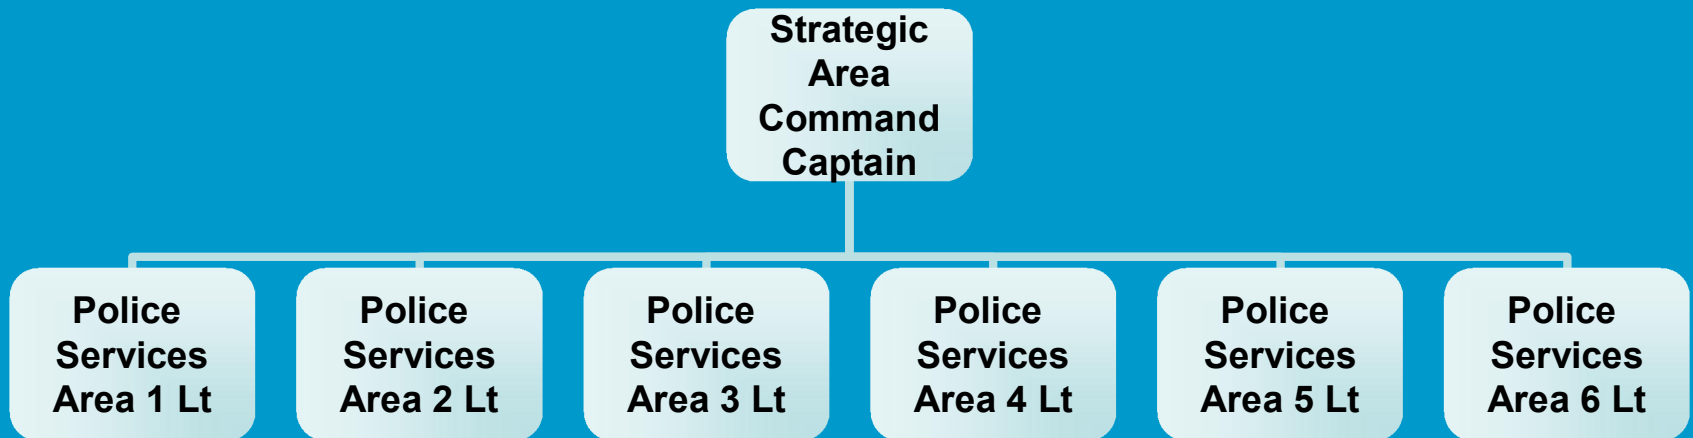 Strategic
Area
Command
Captain
Police
Services
Area 1 Lt
Police
Services
Area 2 Lt
Police
Services
Area 3 Lt
Police
Services
Area 4 Lt
Police
Services
Area 5 Lt
Police
Services
Area 6 Lt